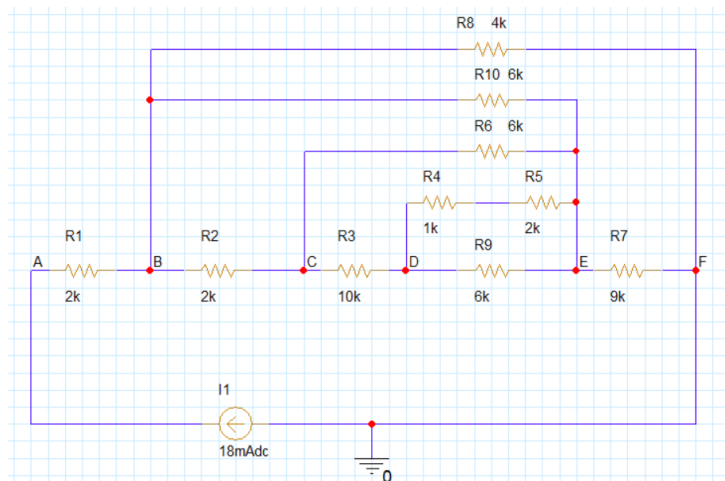 R8 4k
R10 6k
R6 6k
R4 R5
1k 2k
R1 R2 R3 R9 R7
A B C D E F
2k 2k 10k 6k 9k
I1
18mAdc
0